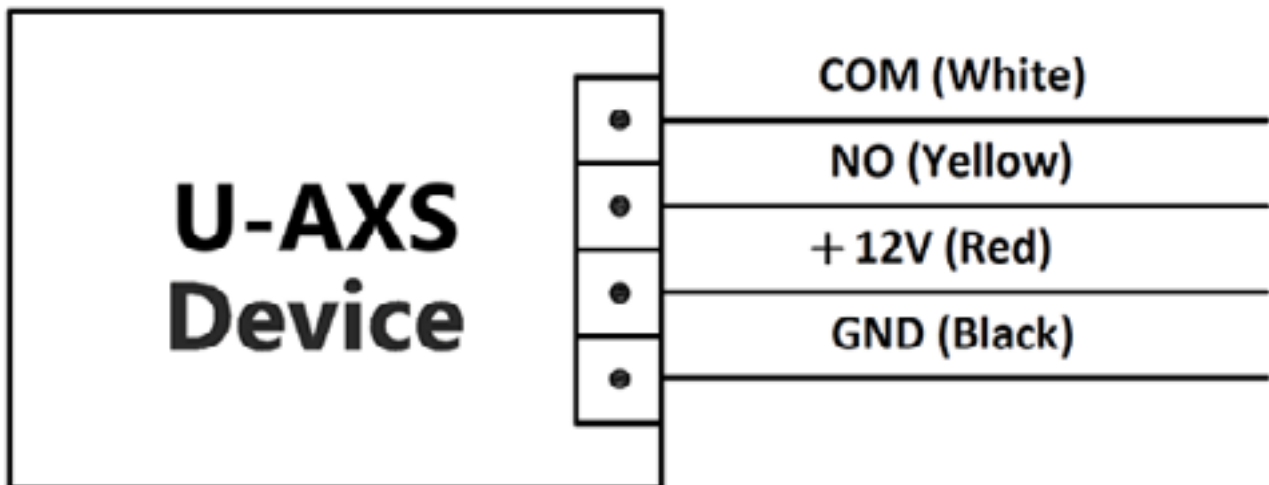 U-AXS
Device
COM (White)
NO (Yellow)
+ 12V (Red)
GND (Black)